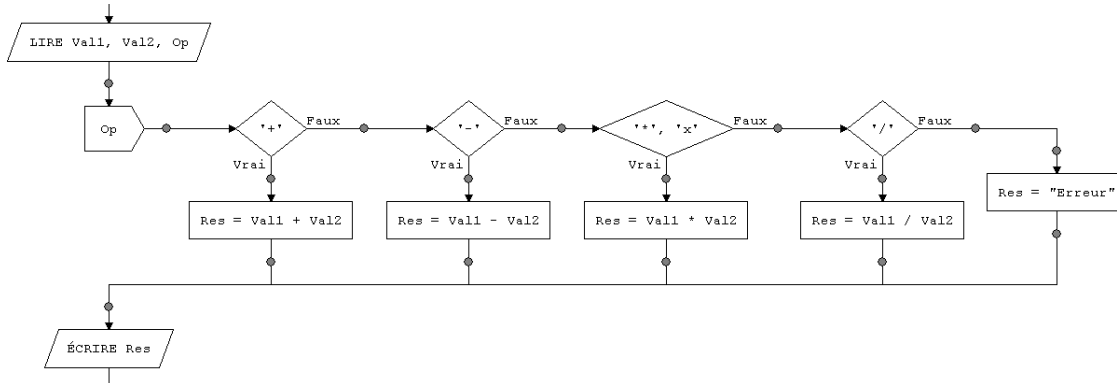 LIRE Val1, Val2, Op
Op
'+'
Faux
Vrai
'-'
Faux
Vrai
'*', 'x'
Faux
Vrai
'/'
Faux
Vrai
Res = Val1 + Val2
Res = Val1 - Val2
Res = Val1 * Val2
Res = Val1 / Val2
Res = "Erreur"
ÉCRIRE Res